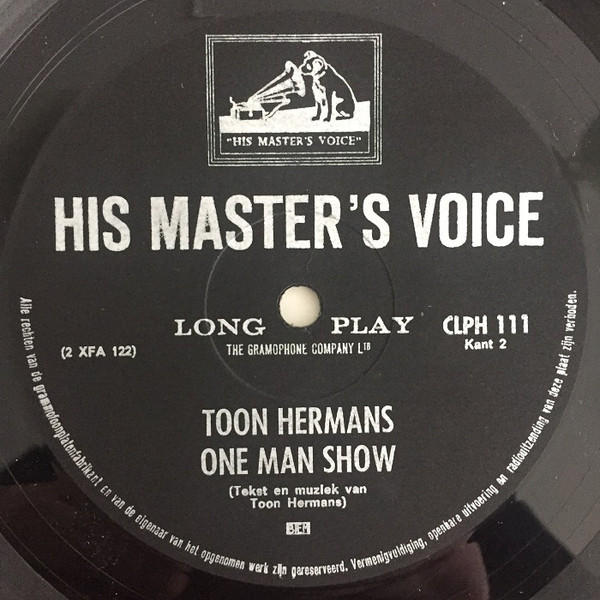 "HIS MASTER'S VOICE"
HIS MASTER'S VOICE
LONG PLAY
CLPH 111
Kant 2
(2 XFA 122)
THE GRAMOPHONE COMPANY LTD
TOON HERMANS
ONE MAN SHOW
(Tekst en muziek van
Toon Hermans)
BIEM
Alle rechten van de grammofoonplatenfabrikant en van de eigenaar van het opgenomen werk zijn gereserveerd. Vermenigvuldiging, openbare uitvoering en radiouitzending van deze plaat zijn verboden.